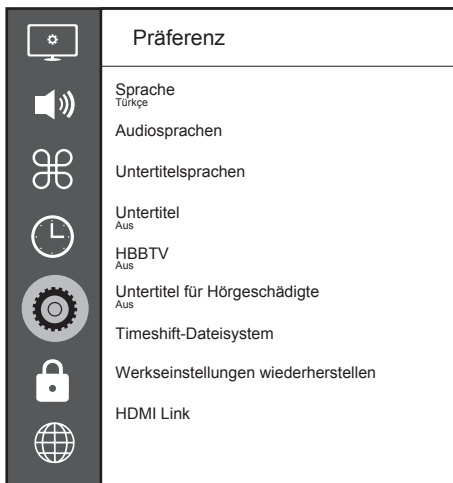 Präferenz
Sprache
Türkçe
Audiosprachen
Untertitelsprachen
Untertitel
Aus
HBBTV
Aus
Untertitel für Hörgeschädigte
Aus
Timeshift-Dateisystem
Werkseinstellungen wiederherstellen
HDMI Link